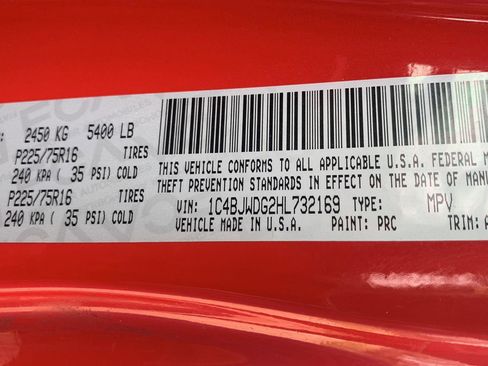 : 2450 KG 5400 LB
P225/75R16 TIRES
240 KPA ( 35 PSI) COLD
P225/75R16 TIRES
240 KPA ( 35 PSI) COLD
THIS VEHICLE CONFORMS TO ALL APPLICABLE U.S.A. FEDERAL M
THEFT PREVENTION STANDARDS IN EFFECT ON THE DATE OF MANU
VIN: 1C4BJWDG2HL732169 TYPE: MPV
VEHICLE MADE IN U.S.A. PAINT: PRC TRIM: A